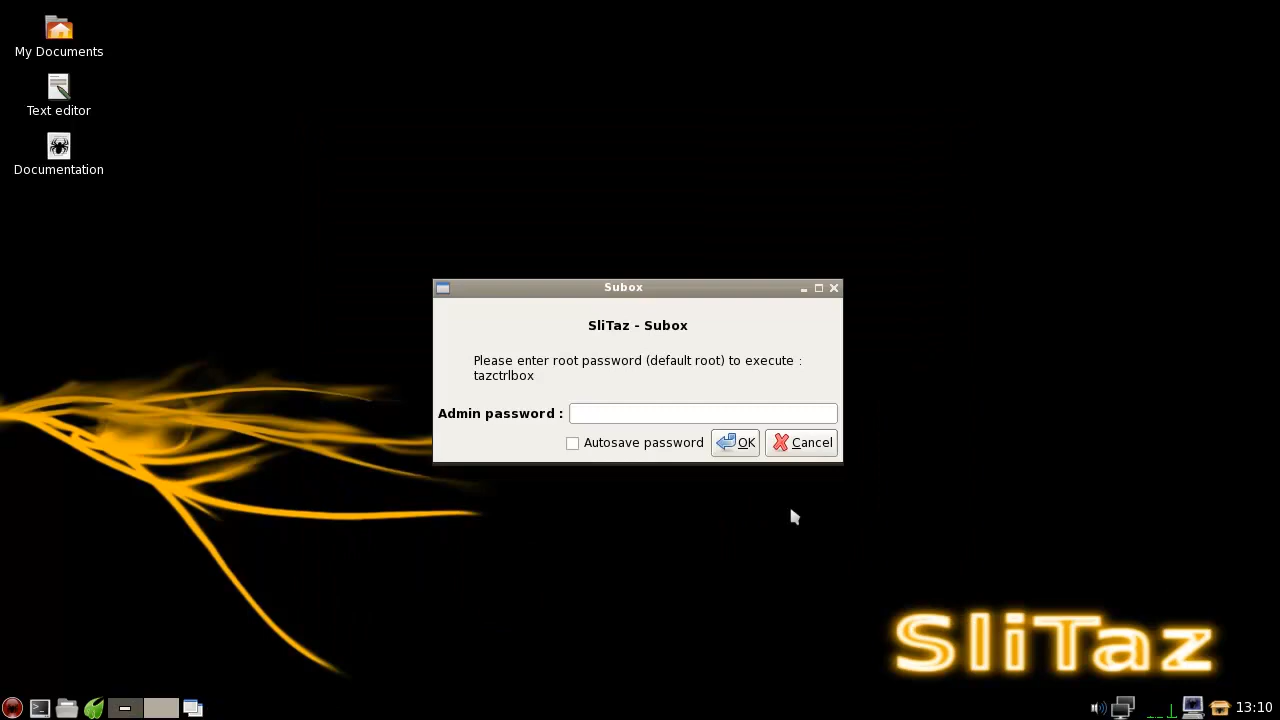 My Documents
Text editor
Documentation
Subox
SliTaz - Subox
Please enter root password (default root) to execute :
tazctrlbox
Admin password :
Autosave password
OK
Cancel
SliTaz
13:10